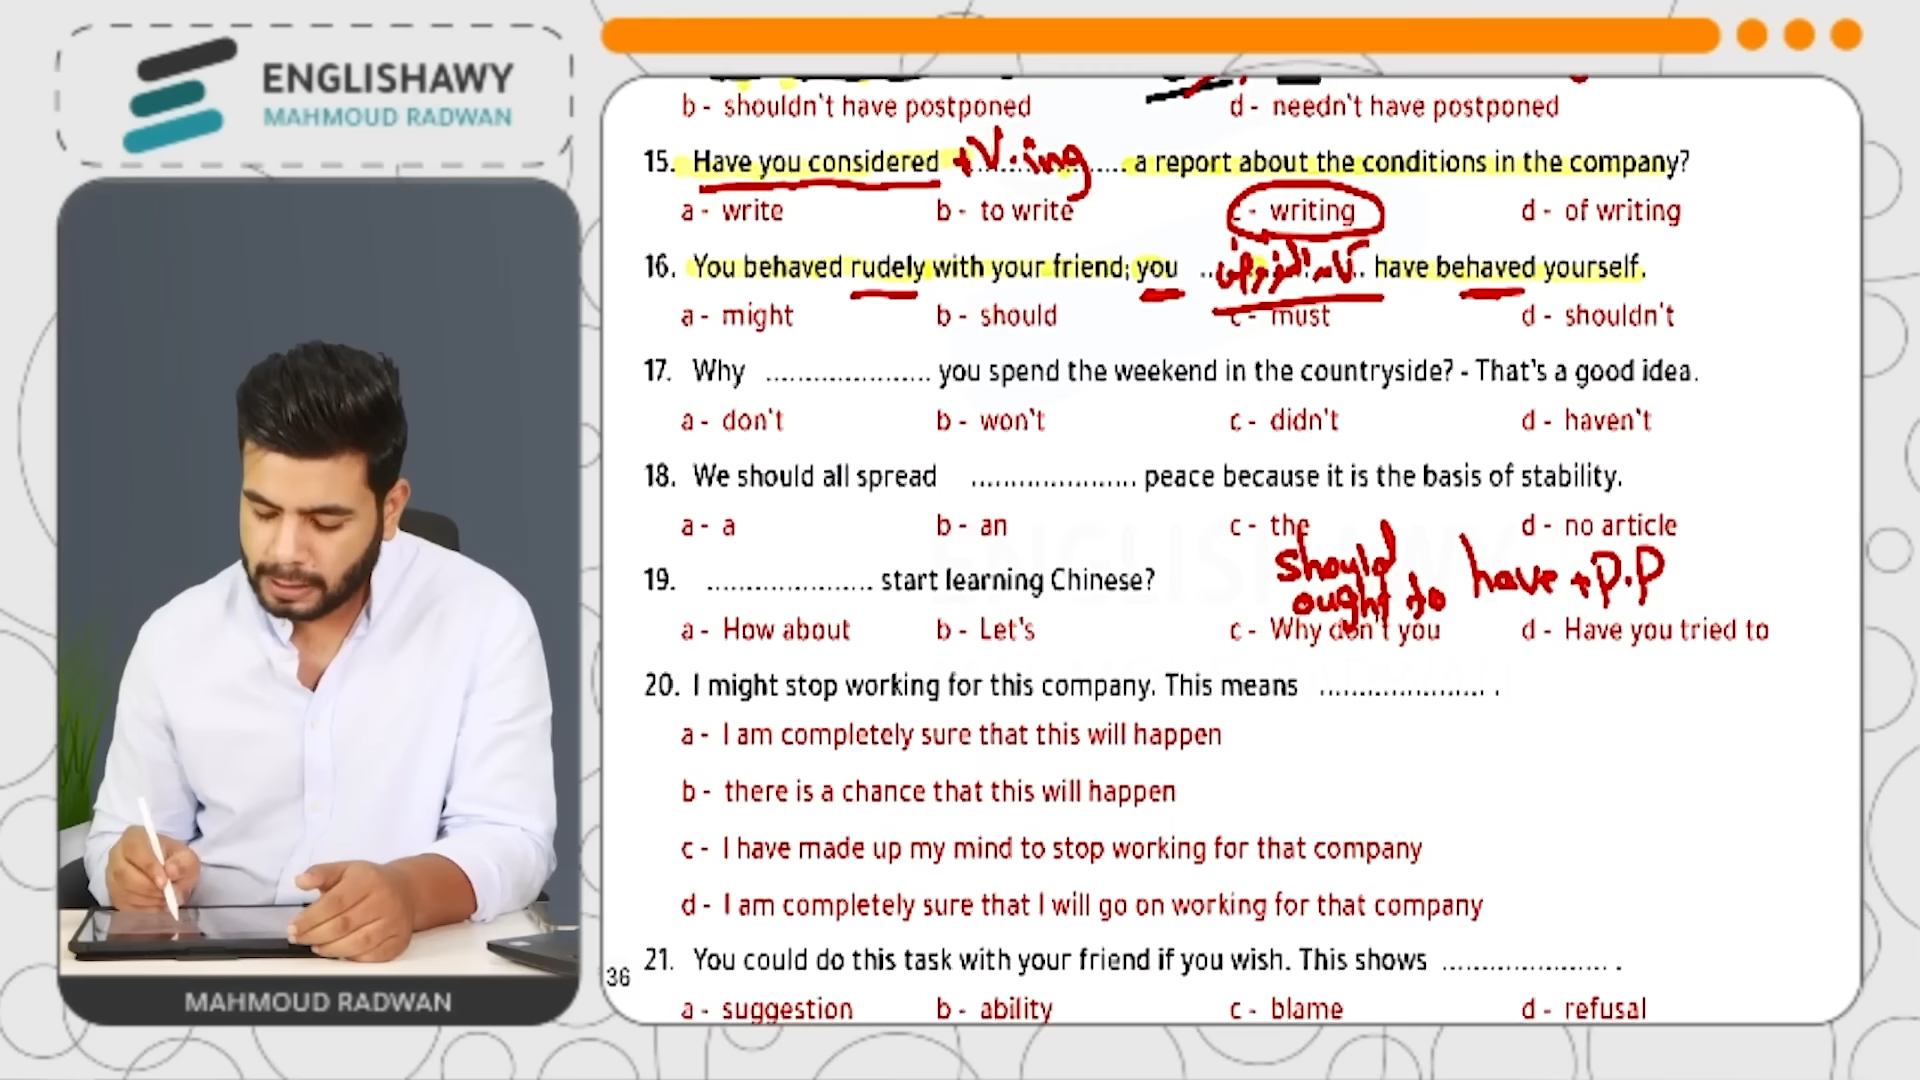 ENGLISHAWY
MAHMOUD RADWAN
b - shouldn't have postponed d - needn't have postponed
15. Have you considered +V.ing .................... a report about the conditions in the company?
a - write b - to write c - writing d - of writing
16. You behaved rudely with your friend; you .................... have behaved yourself.
a - might b - should c - must d - shouldn't
17. Why .................... you spend the weekend in the countryside? - That's a good idea.
a - don't b - won't c - didn't d - haven't
18. We should all spread .................... peace because it is the basis of stability.
a - a b - an c - the d - no article
should
ought to have + P.P
19. .................... start learning Chinese?
a - How about b - Let's c - Why don't you d - Have you tried to
20. I might stop working for this company. This means .................... .
a - I am completely sure that this will happen
b - there is a chance that this will happen
c - I have made up my mind to stop working for that company
d - I am completely sure that I will go on working for that company
36
21. You could do this task with your friend if you wish. This shows .................... .
a - suggestion b - ability c - blame d - refusal
MAHMOUD RADWAN